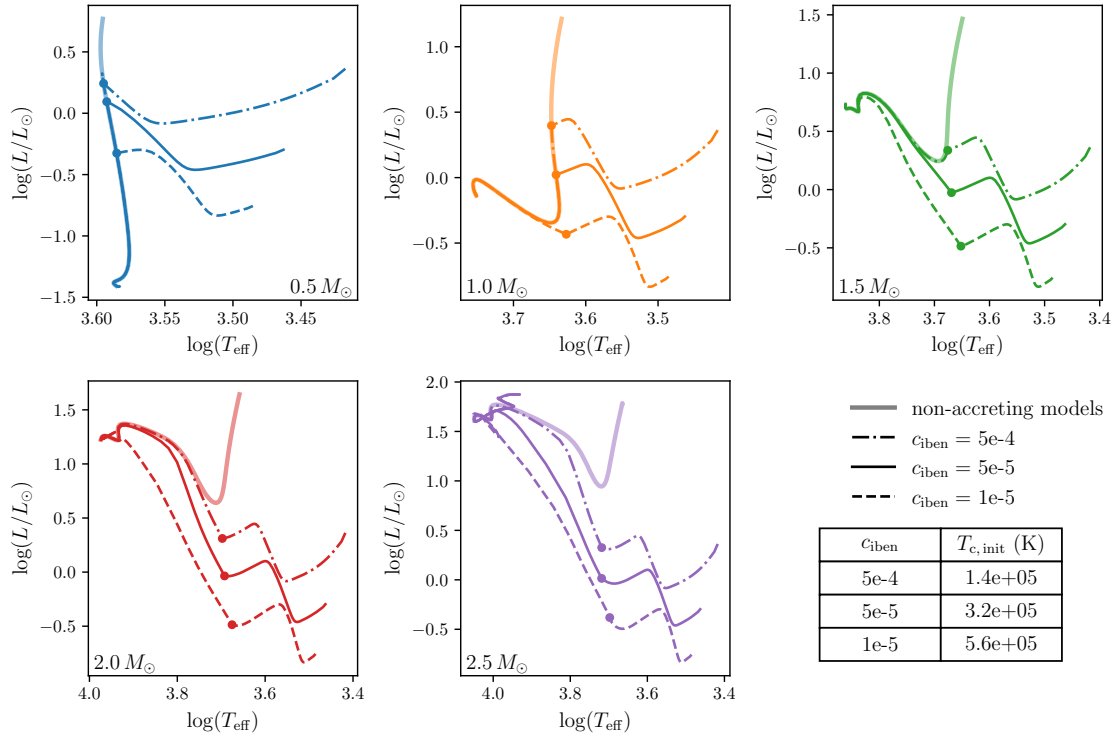 log(L/L⊙)
0.5
0.0
−0.5
−1.0
−1.5
3.60
3.55
3.50
3.45
log(T_eff)
0.5 M⊙
log(L/L⊙)
1.0
0.5
0.0
−0.5
3.7
3.6
3.5
log(T_eff)
1.0 M⊙
log(L/L⊙)
1.5
1.0
0.5
0.0
−0.5
3.8
3.7
3.6
3.5
3.4
log(T_eff)
1.5 M⊙
log(L/L⊙)
1.5
1.0
0.5
0.0
−0.5
4.0
3.8
3.6
3.4
log(T_eff)
2.0 M⊙
log(L/L⊙)
2.0
1.5
1.0
0.5
0.0
−0.5
4.0
3.8
3.6
3.4
log(T_eff)
2.5 M⊙
non-accreting models
c_iben = 5e-4
c_iben = 5e-5
c_iben = 1e-5
c_iben T_c, init (K)
5e-4 1.4e+05
5e-5 3.2e+05
1e-5 5.6e+05